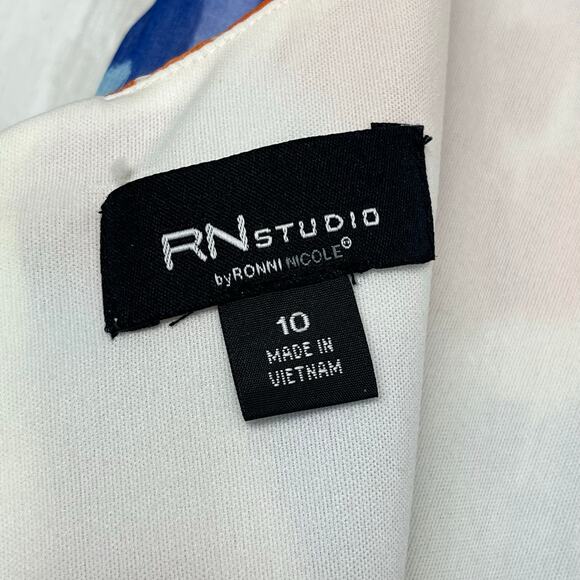 RN STUDIO
by RONNI NICOLE®
10
MADE IN
VIETNAM